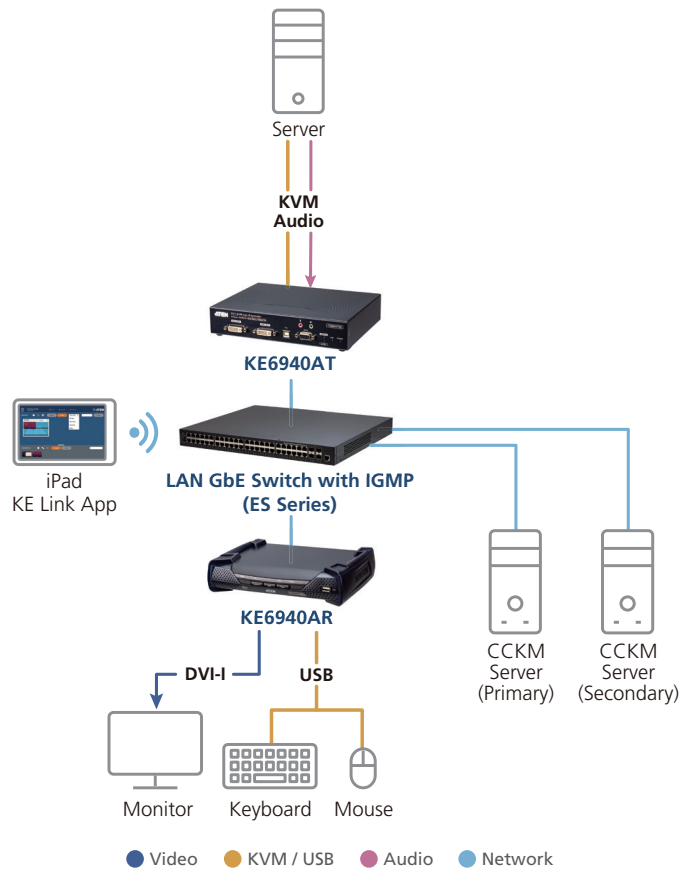 Server
KVM
Audio
ATEN
KE6940AT
iPad
KE Link App
LAN GbE Switch with IGMP
(ES Series)
KE6940AR
CCKM
Server
(Primary)
CCKM
Server
(Secondary)
DVI-I
USB
Monitor
Keyboard
Mouse
Video
KVM / USB
Audio
Network